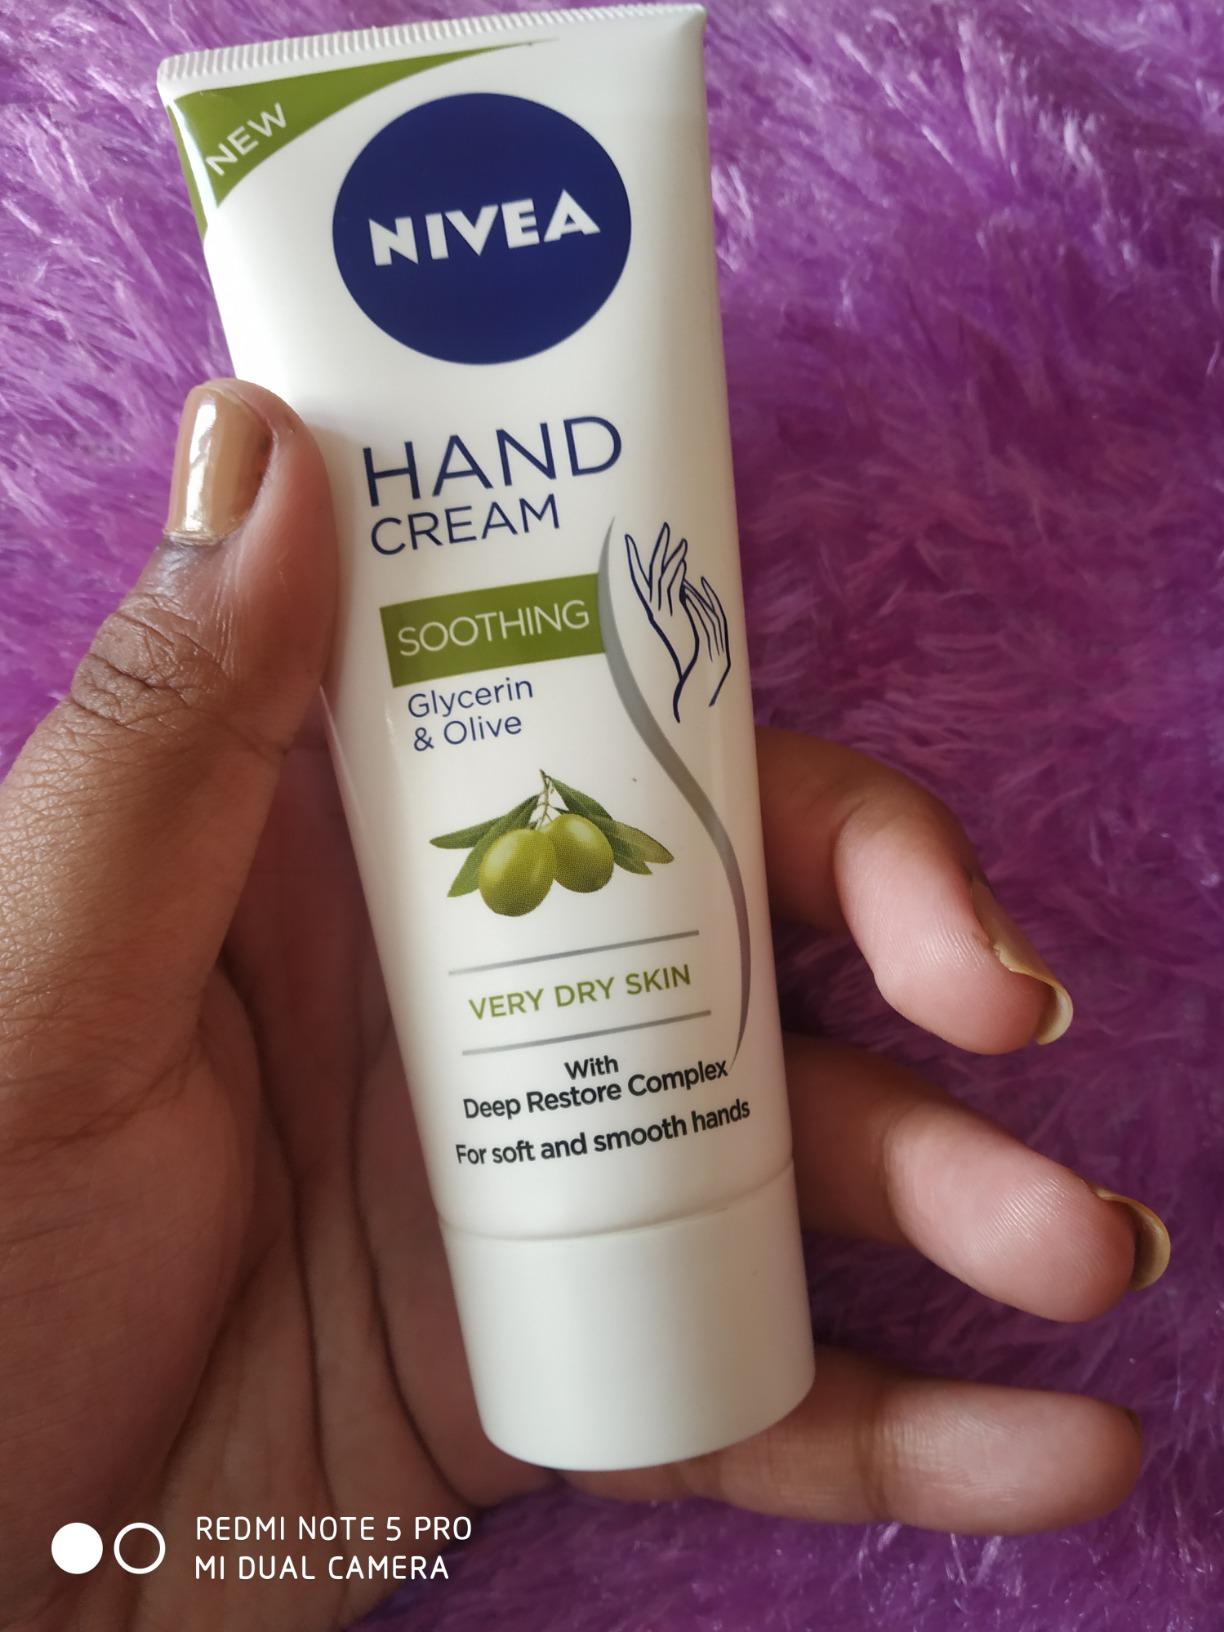 NEW
NIVEA
HAND
CREAM
SOOTHING
Glycerin
& Olive
VERY DRY SKIN
With
Deep Restore Complex
For soft and smooth hands
REDMI NOTE 5 PRO
MI DUAL CAMERA